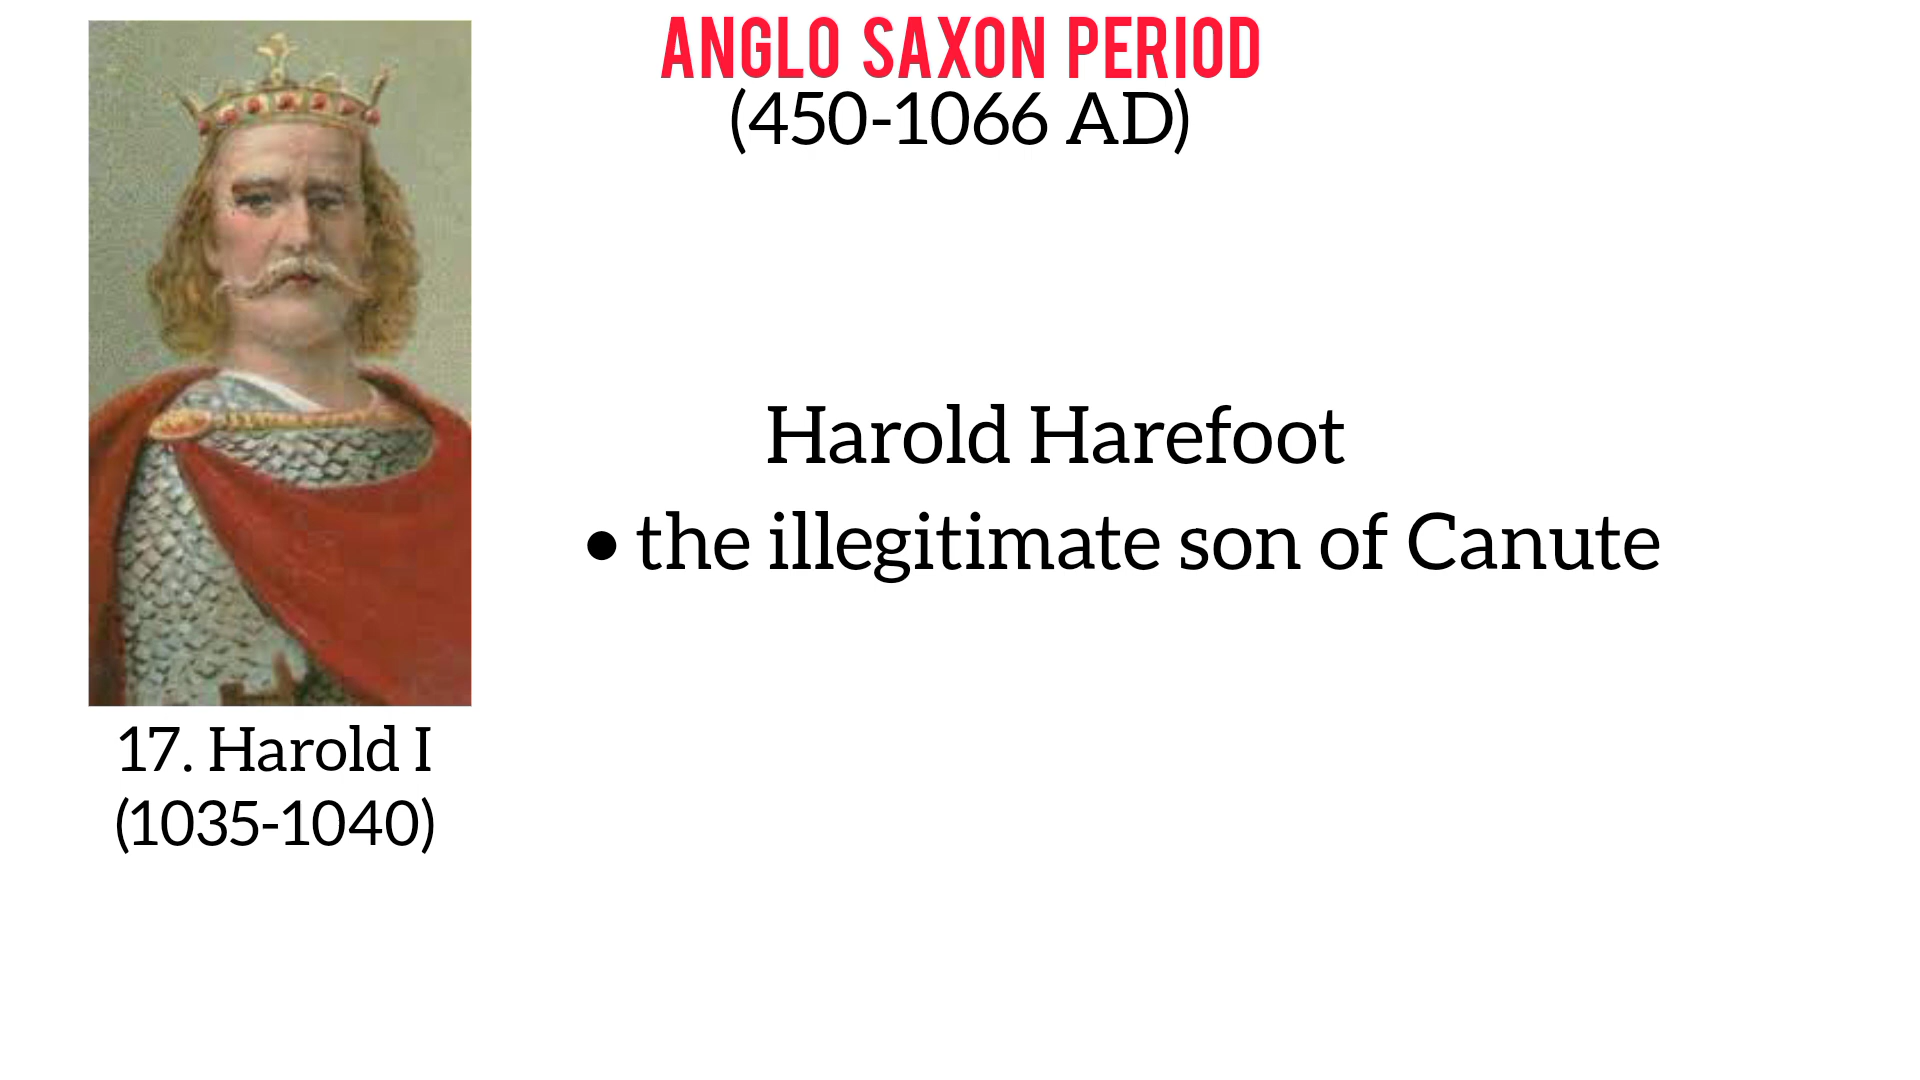 ANGLO SAXON PERIOD
(450-1066 AD)
Harold Harefoot
• the illegitimate son of Canute
17. Harold I
(1035-1040)